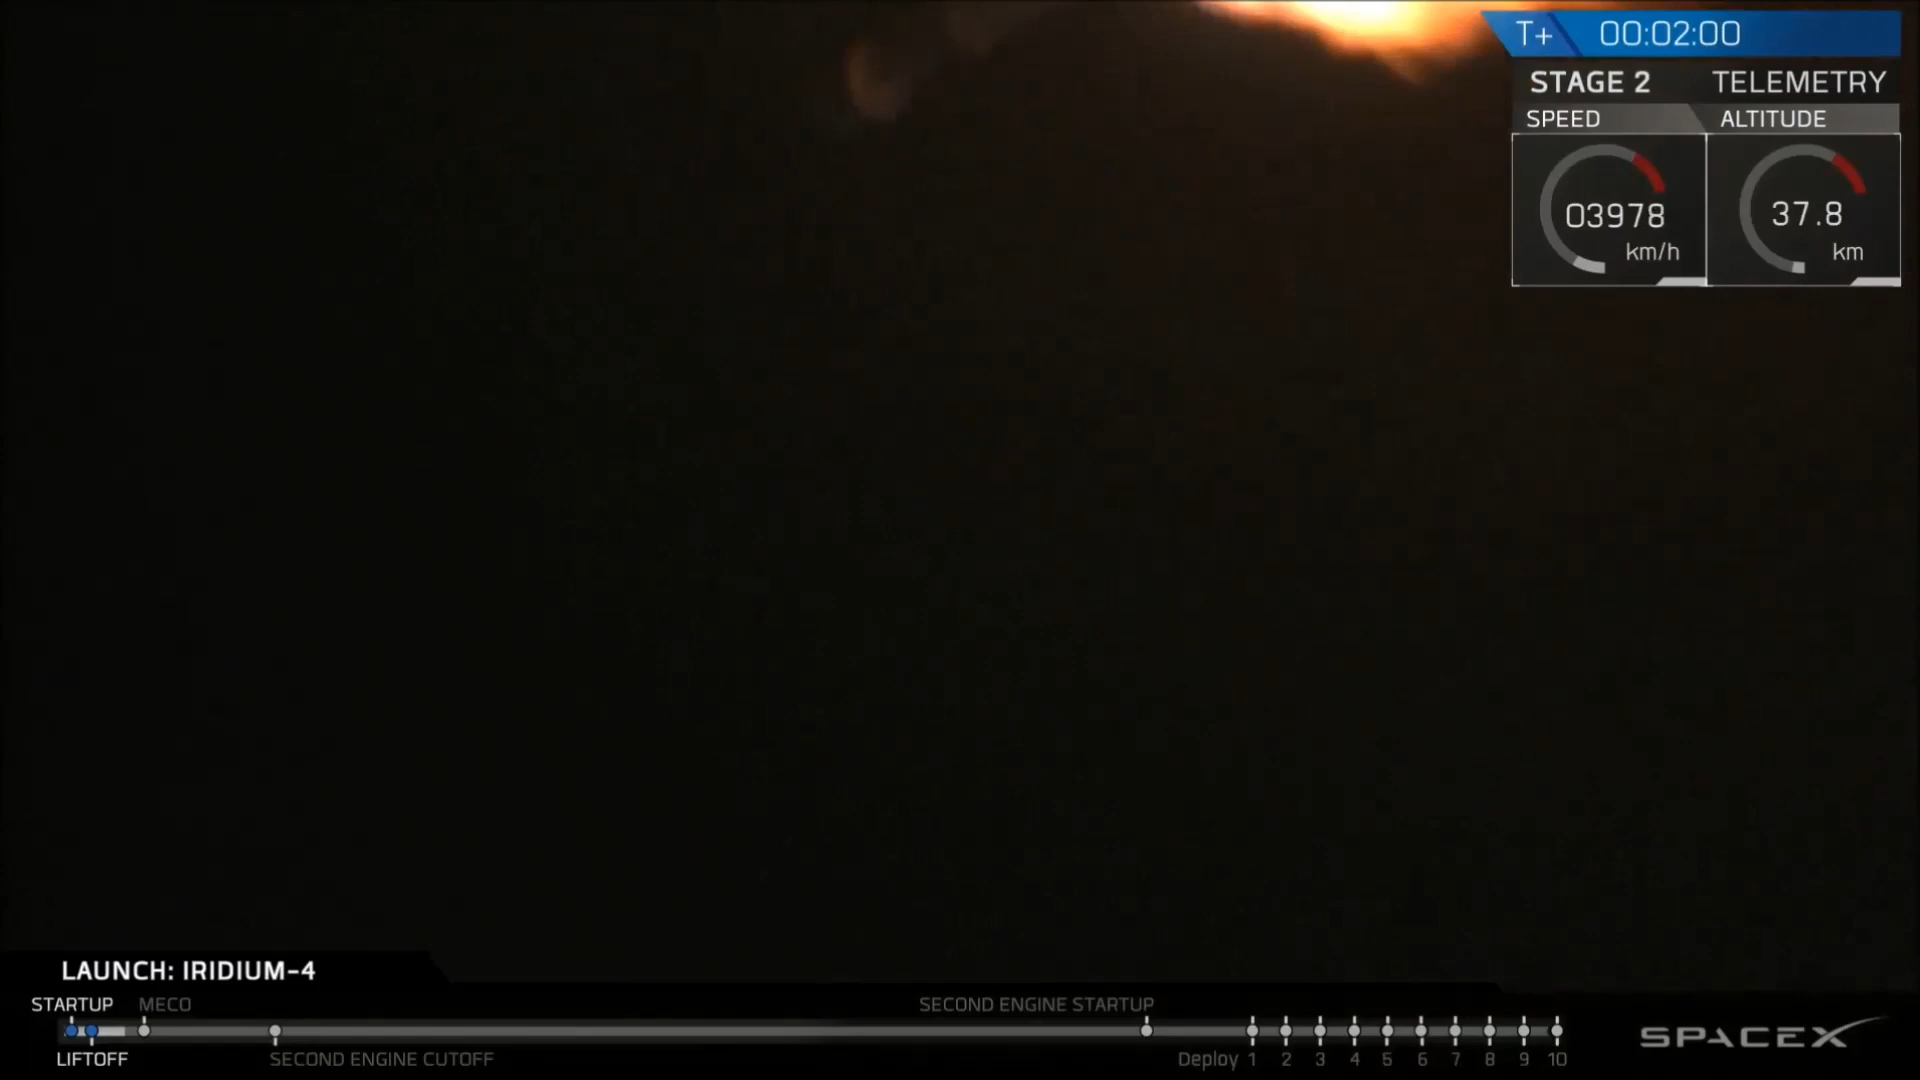 T+ 00:02:00
STAGE 2 TELEMETRY
SPEED ALTITUDE
03978 37.8
km/h km
LAUNCH: IRIDIUM-4
STARTUP MECO SECOND ENGINE STARTUP
SPACEX
LIFTOFF SECOND ENGINE CUTOFF Deploy 1 2 3 4 5 6 7 8 9 10